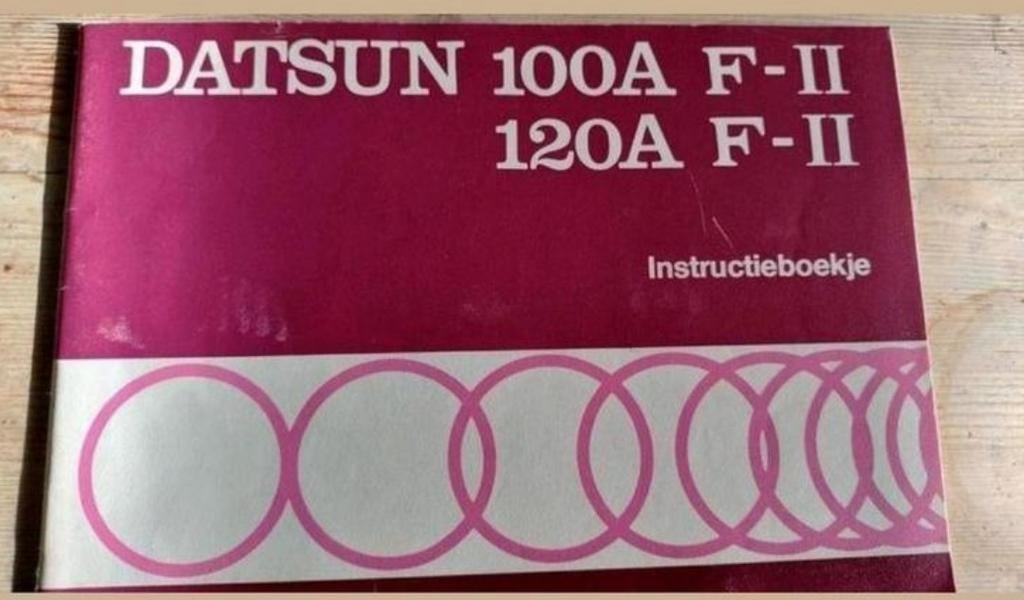 DATSUN 100A F-II
120A F-II
Instructieboekje